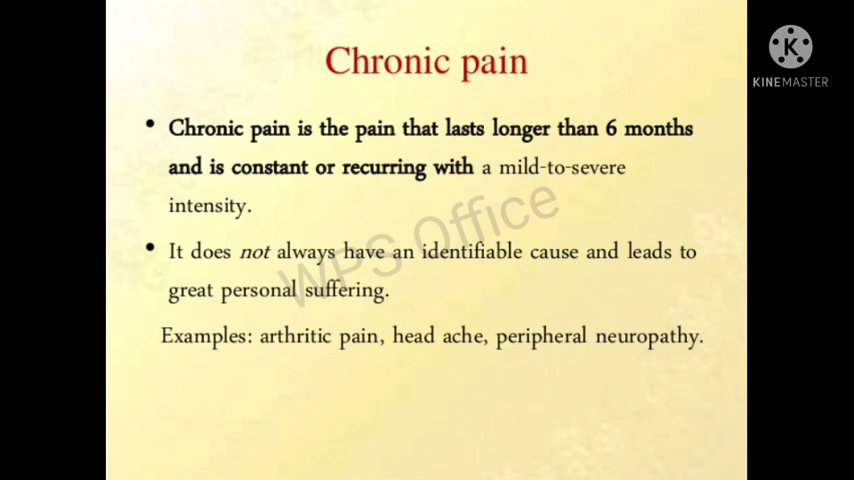 Chronic pain
K
KINEMASTER
• Chronic pain is the pain that lasts longer than 6 months
and is constant or recurring with a mild-to-severe
intensity.
• It does not always have an identifiable cause and leads to
great personal suffering.
Examples: arthritic pain, head ache, peripheral neuropathy.
WPS Office